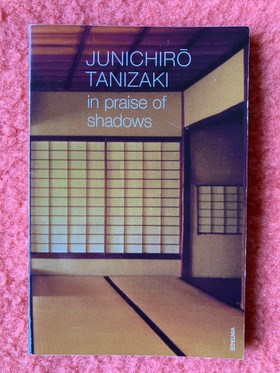 JUNICHIRŌ
TANIZAKI
in praise of
shadows
VINTAGE